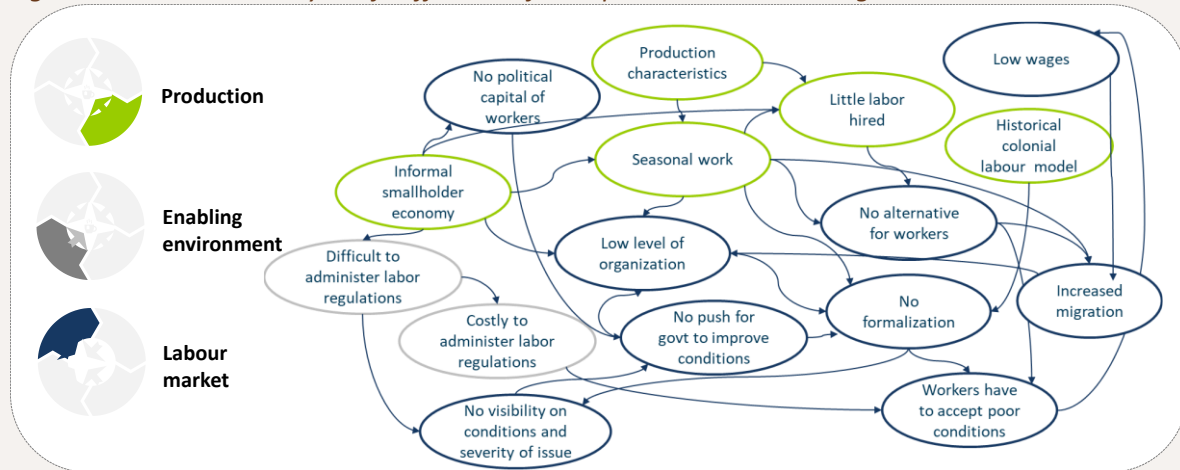 Production
Enabling
environment
Labour
market
No political
capital of
workers
Production
characteristics
Low wages
Little labor
hired
Historical
colonial
labour model
Informal
smallholder
economy
Seasonal work
No alternative
for workers
Difficult to
administer labor
regulations
Low level of
organization
Increased
migration
Costly to
administer labor
regulations
No push for
govt to improve
conditions
No
formalization
No visibility on
conditions and
severity of issue
Workers have
to accept poor
conditions